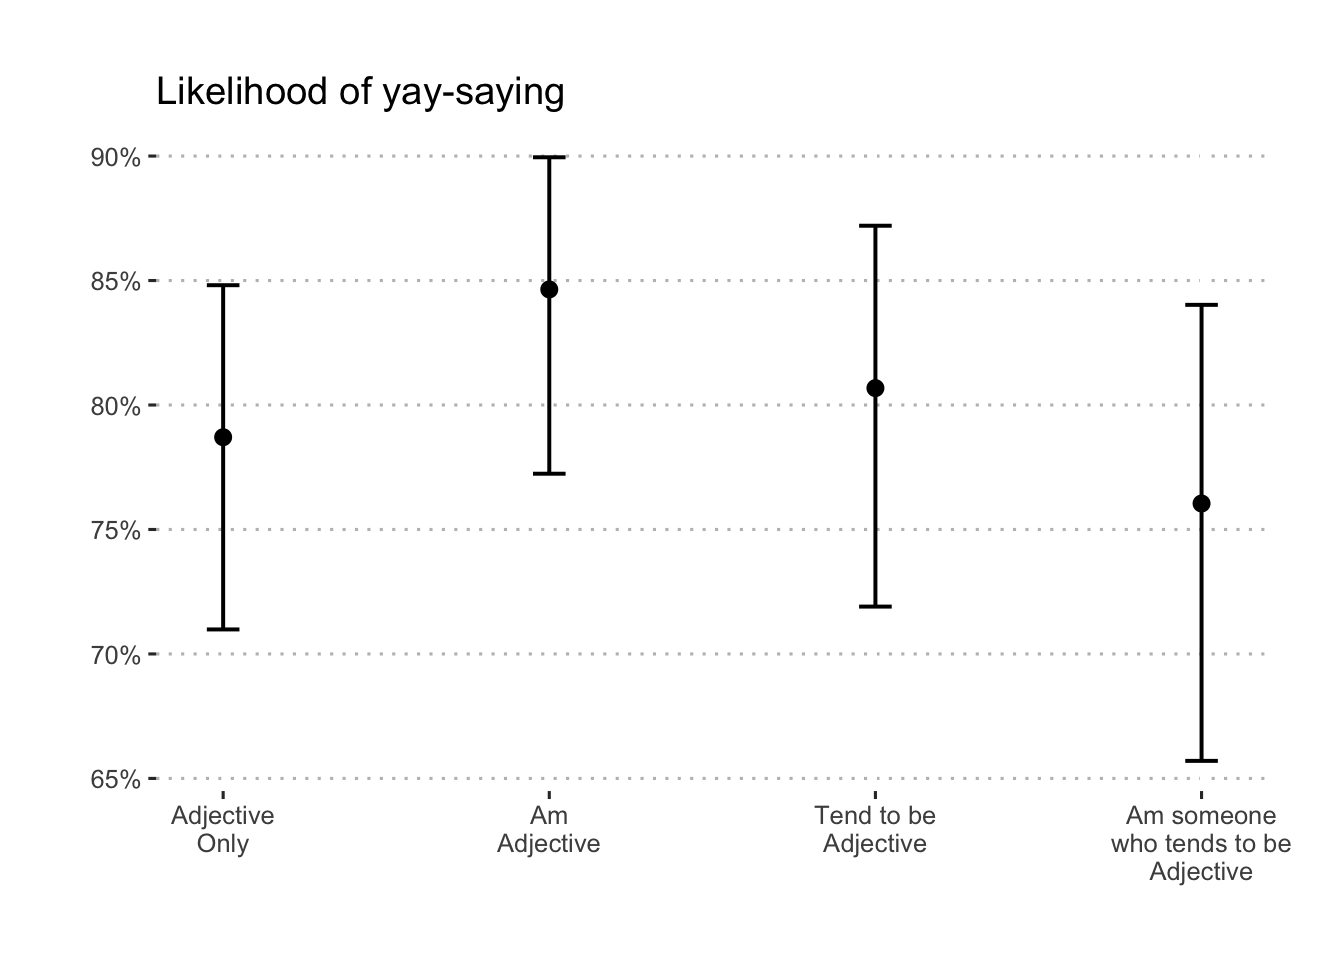 Likelihood of yay-saying
90%
85%
80%
75%
70%
65%
Adjective
Only
Am
Adjective
Tend to be
Adjective
Am someone
who tends to be
Adjective